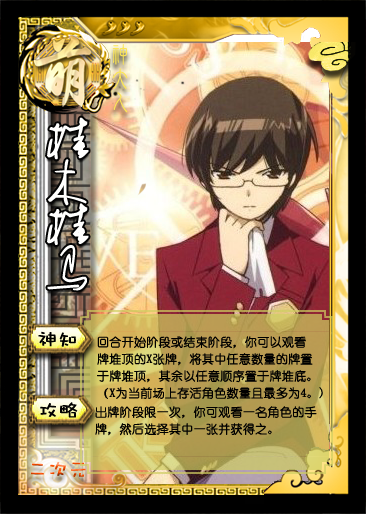 萌
神大人
桂木桂马
神知
回合开始阶段或结束阶段，你可以观看
牌堆顶的X张牌，将其中任意数量的牌置
于牌堆顶，其余以任意顺序置于牌堆底。
（X为当前场上存活角色数量且最多为4。）
攻略
出牌阶段限一次，你可观看一名角色的手
牌，然后选择其中一张并获得之。
二次元